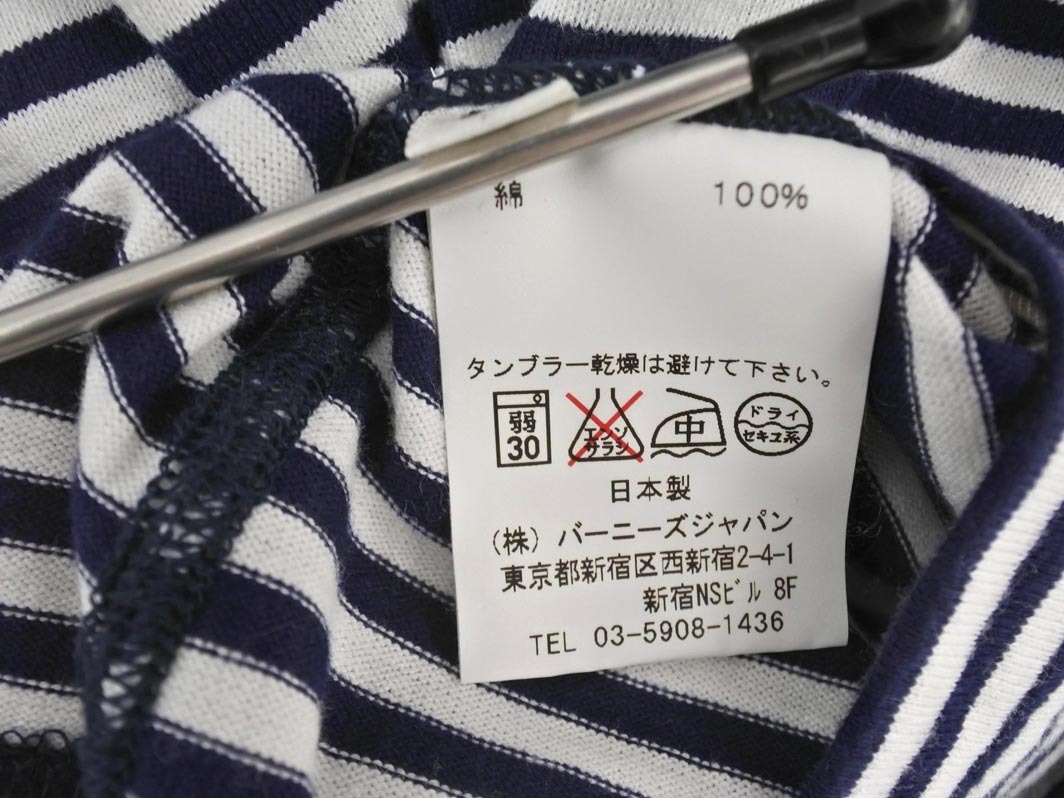 綿 100%
タンブラー乾燥は避けて下さい。
弱 30 エンソ サラシ 中 ドライ セキユ系
日本製
(株) バーニーズジャパン
東京都新宿区西新宿2-4-1
新宿NSビル 8F
TEL 03-5908-1436